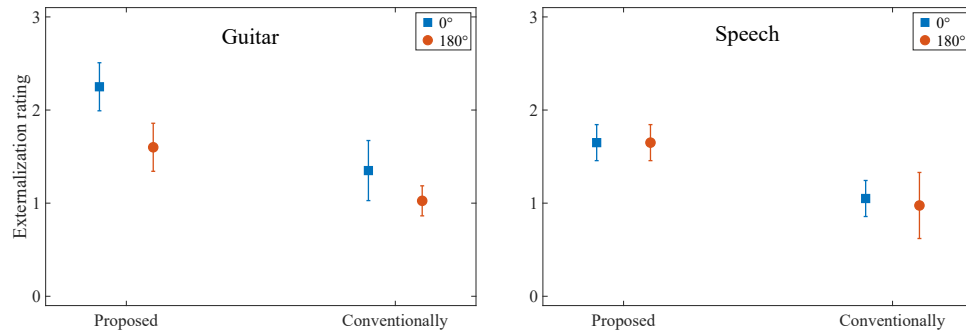 Guitar
0°
180°
Externalization rating
3
2
1
0
Proposed
Conventionally
Speech
0°
180°
3
2
1
0
Proposed
Conventionally